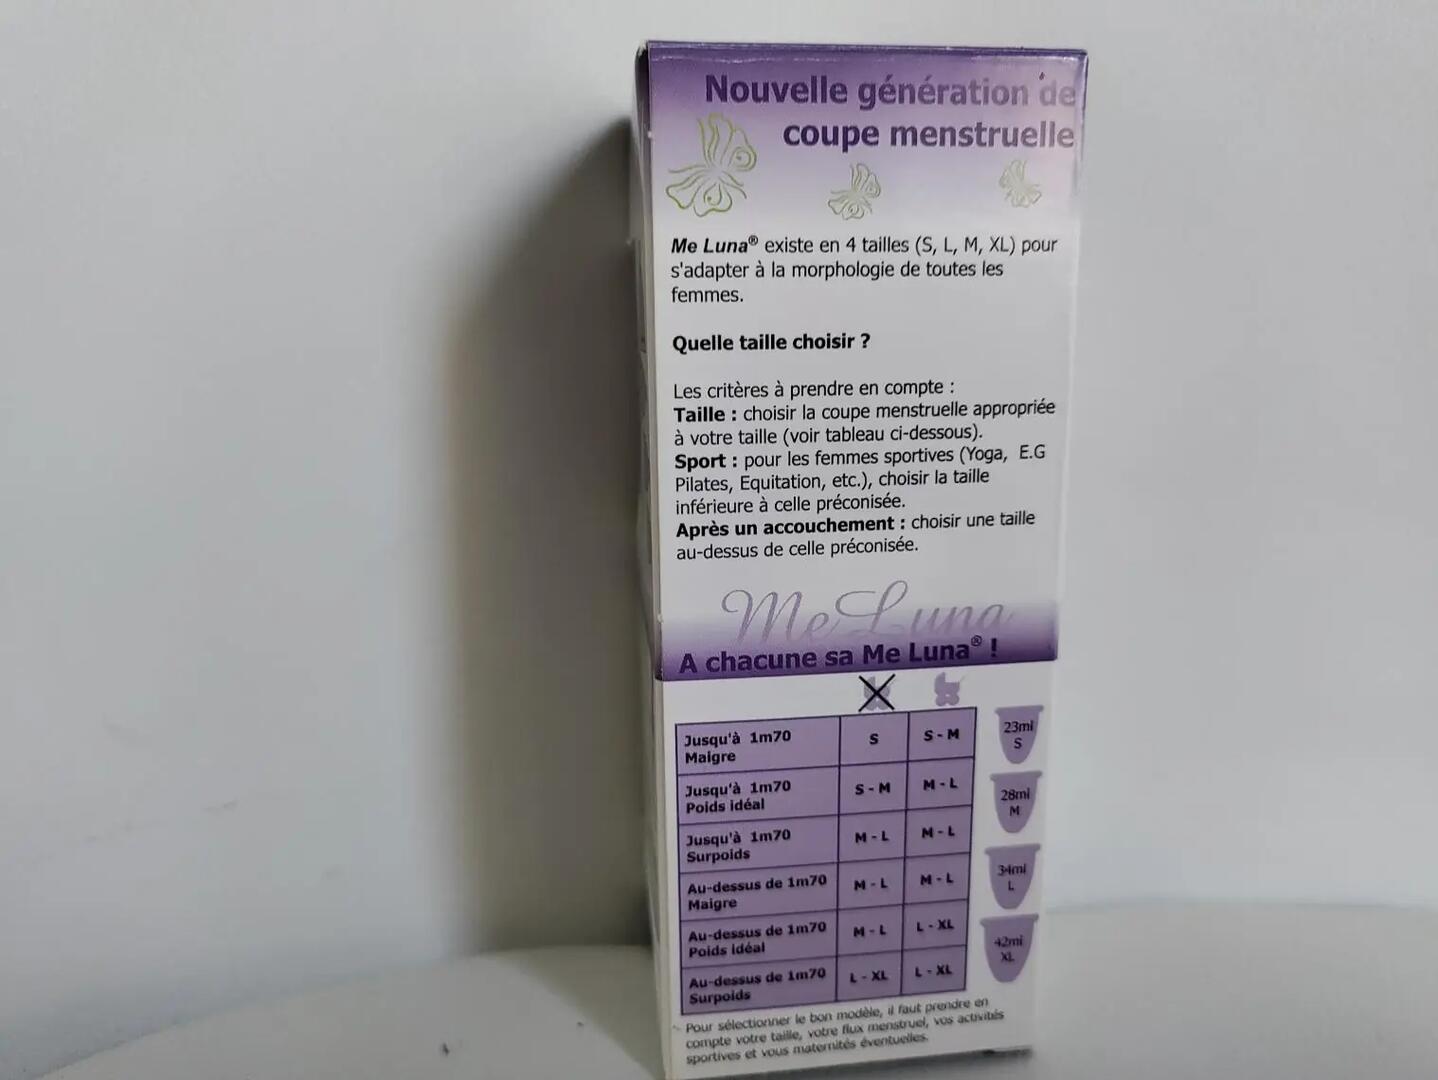 Nouvelle génération de
coupe menstruelle
Me Luna® existe en 4 tailles (S, L, M, XL) pour
s'adapter à la morphologie de toutes les
femmes.
Quelle taille choisir ?
Les critères à prendre en compte :
Taille : choisir la coupe menstruelle appropriée
à votre taille (voir tableau ci-dessous).
Sport : pour les femmes sportives (Yoga, E.G
Pilates, Equitation, etc.), choisir la taille
inférieure à celle préconisée.
Après un accouchement : choisir une taille
au-dessus de celle préconisée.
MeLuna
A chacune sa Me Luna® !
Jusqu'à 1m70
Maigre
S
S - M
23ml
S
Jusqu'à 1m70
Poids idéal
S - M
M - L
28ml
M
Jusqu'à 1m70
Surpoids
M - L
M - L
Au-dessus de 1m70
Maigre
M - L
M - L
34ml
L
Au-dessus de 1m70
Poids idéal
M - L
L - XL
42ml
XL
Au-dessus de 1m70
Surpoids
L - XL
L - XL
Pour sélectionner le bon modèle, il faut prendre en
compte votre taille, votre flux menstruel, vos activités
sportives et vous maternités éventuelles.